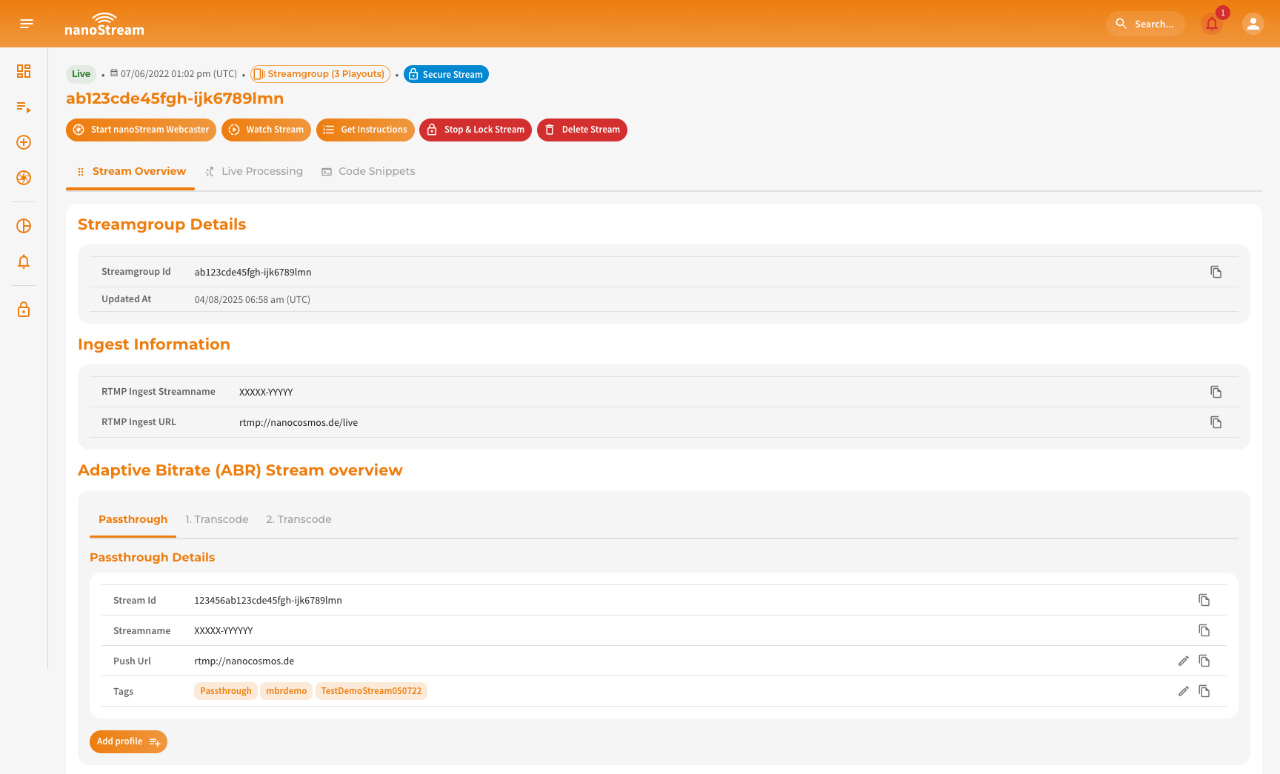 nanoStream
Search...
1
Live • 07/06/2022 01:02 pm (UTC) • Streamgroup (3 Playouts) • Secure Stream
ab123cde45fgh-ijk6789lmn
Start nanoStream Webcaster Watch Stream Get Instructions Stop & Lock Stream Delete Stream
Stream Overview Live Processing Code Snippets
Streamgroup Details
Streamgroup Id ab123cde45fgh-ijk6789lmn
Updated At 04/08/2025 06:58 am (UTC)
Ingest Information
RTMP Ingest Streamname XXXXX-YYYYY
RTMP Ingest URL rtmp://nanocosmos.de/live
Adaptive Bitrate (ABR) Stream overview
Passthrough 1. Transcode 2. Transcode
Passthrough Details
Stream Id 123456ab123cde45fgh-ijk6789lmn
Streamname XXXXX-YYYYYY
Push Url rtmp://nanocosmos.de
Tags Passthrough mbrdemo TestDemoStream050722
Add profile